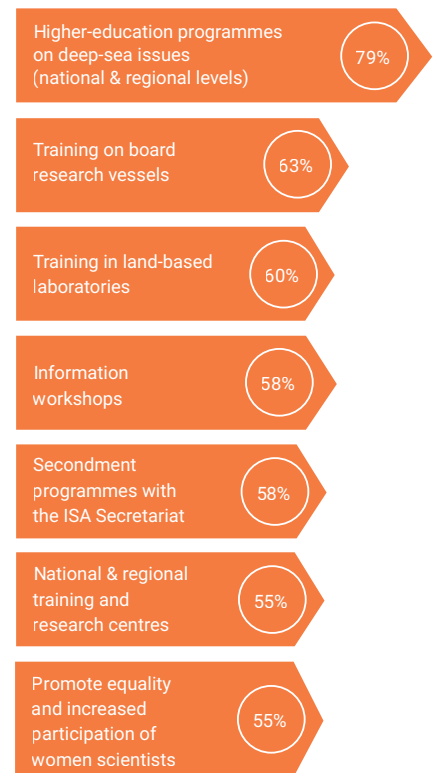 Higher-education programmes
on deep-sea issues
(national & regional levels)
79%
Training on board
research vessels
63%
Training in land-based
laboratories
60%
Information
workshops
58%
Secondment
programmes with
the ISA Secretariat
58%
National & regional
training and
research centres
55%
Promote equality
and increased
participation of
women scientists
55%